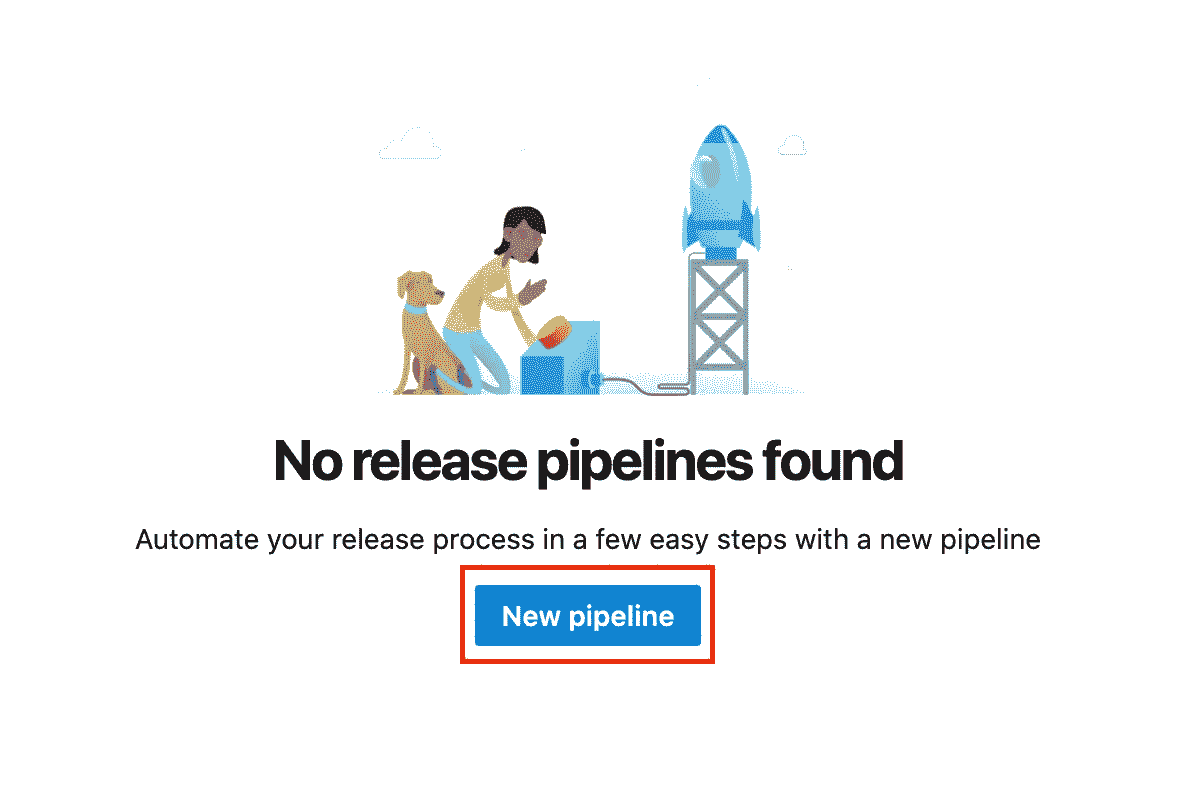 No release pipelines found
Automate your release process in a few easy steps with a new pipeline
New pipeline